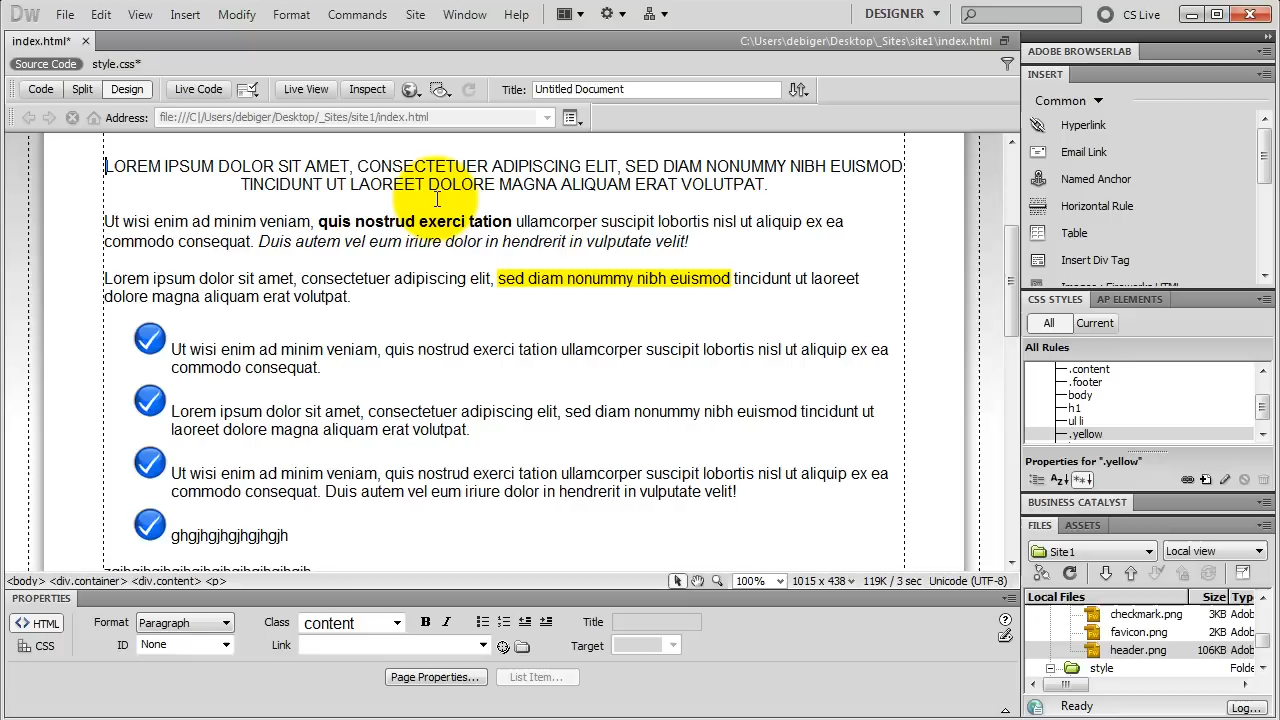 Dw File Edit View Insert Modify Format Commands Site Window Help DESIGNER CS Live
index.html* C:\Users\debiger\Desktop\_Sites\site1\index.html
Source Code style.css*
Code Split Design Live Code Live View Inspect Title: Untitled Document
Address: file:///C|/Users/debiger/Desktop/_Sites/site1/index.html
LOREM IPSUM DOLOR SIT AMET, CONSECTETUER ADIPISCING ELIT, SED DIAM NONUMMY NIBH EUISMOD
TINCIDUNT UT LAOREET DOLORE MAGNA ALIQUAM ERAT VOLUTPAT.
Ut wisi enim ad minim veniam, quis nostrud exerci tation ullamcorper suscipit lobortis nisl ut aliquip ex ea
commodo consequat. Duis autem vel eum iriure dolor in hendrerit in vulputate velit!
Lorem ipsum dolor sit amet, consectetuer adipiscing elit, sed diam nonummy nibh euismod tincidunt ut laoreet
dolore magna aliquam erat volutpat.
Ut wisi enim ad minim veniam, quis nostrud exerci tation ullamcorper suscipit lobortis nisl ut aliquip ex ea
commodo consequat.
Lorem ipsum dolor sit amet, consectetuer adipiscing elit, sed diam nonummy nibh euismod tincidunt ut
laoreet dolore magna aliquam erat volutpat.
Ut wisi enim ad minim veniam, quis nostrud exerci tation ullamcorper suscipit lobortis nisl ut aliquip ex ea
commodo consequat. Duis autem vel eum iriure dolor in hendrerit in vulputate velit!
ghgjhgjhgjhgjhgjh
<body> <div.container> <div.content> <p> 100% 1015 x 438 119K / 3 sec Unicode (UTF-8)
PROPERTIES
<> HTML Format Paragraph Class content B I Title
CSS ID None Link Target
Page Properties... List Item...
ADOBE BROWSERLAB
INSERT
Common
Hyperlink
Email Link
Named Anchor
Horizontal Rule
Table
Insert Div Tag
Images : Fireworks HTML
CSS STYLES AP ELEMENTS
All Current
All Rules
.content
.footer
body
h1
ul li
.yellow
Properties for ".yellow"
BUSINESS CATALYST
FILES ASSETS
Site1 Local view
Local Files Size Type
checkmark.png 3KB Adob
favicon.png 2KB Adob
header.png 106KB Adob
style Folde
Ready Log...